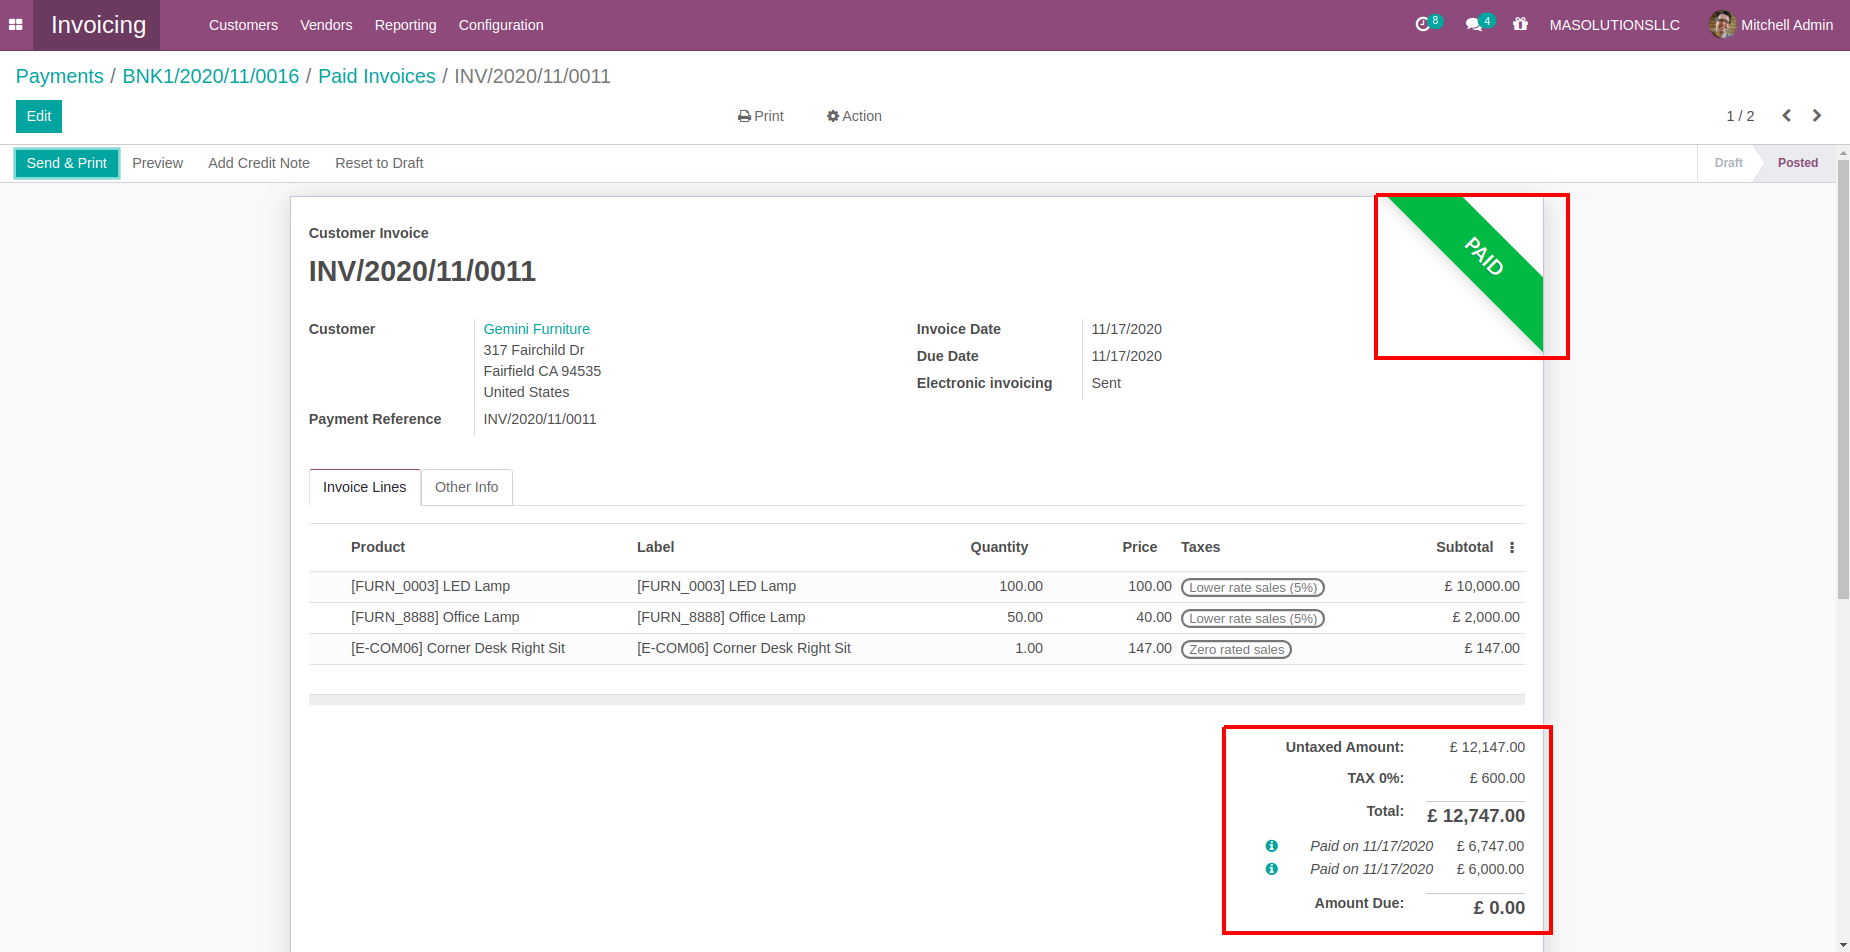 Invoicing Customers Vendors Reporting Configuration 8 4 MASOLUTIONSLLC Mitchell Admin
Payments / BNK1/2020/11/0016 / Paid Invoices / INV/2020/11/0011
Edit Print Action 1 / 2
Send & Print Preview Add Credit Note Reset to Draft Draft Posted
PAID
Customer Invoice
INV/2020/11/0011
Customer Gemini Furniture
317 Fairchild Dr
Fairfield CA 94535
United States
Payment Reference INV/2020/11/0011
Invoice Date 11/17/2020
Due Date 11/17/2020
Electronic invoicing Sent
Invoice Lines Other Info
Product Label Quantity Price Taxes Subtotal
[FURN_0003] LED Lamp [FURN_0003] LED Lamp 100.00 100.00 Lower rate sales (5%) £ 10,000.00
[FURN_8888] Office Lamp [FURN_8888] Office Lamp 50.00 40.00 Lower rate sales (5%) £ 2,000.00
[E-COM06] Corner Desk Right Sit [E-COM06] Corner Desk Right Sit 1.00 147.00 Zero rated sales £ 147.00
Untaxed Amount: £ 12,147.00
TAX 0%: £ 600.00
Total: £ 12,747.00
Paid on 11/17/2020 £ 6,747.00
Paid on 11/17/2020 £ 6,000.00
Amount Due: £ 0.00